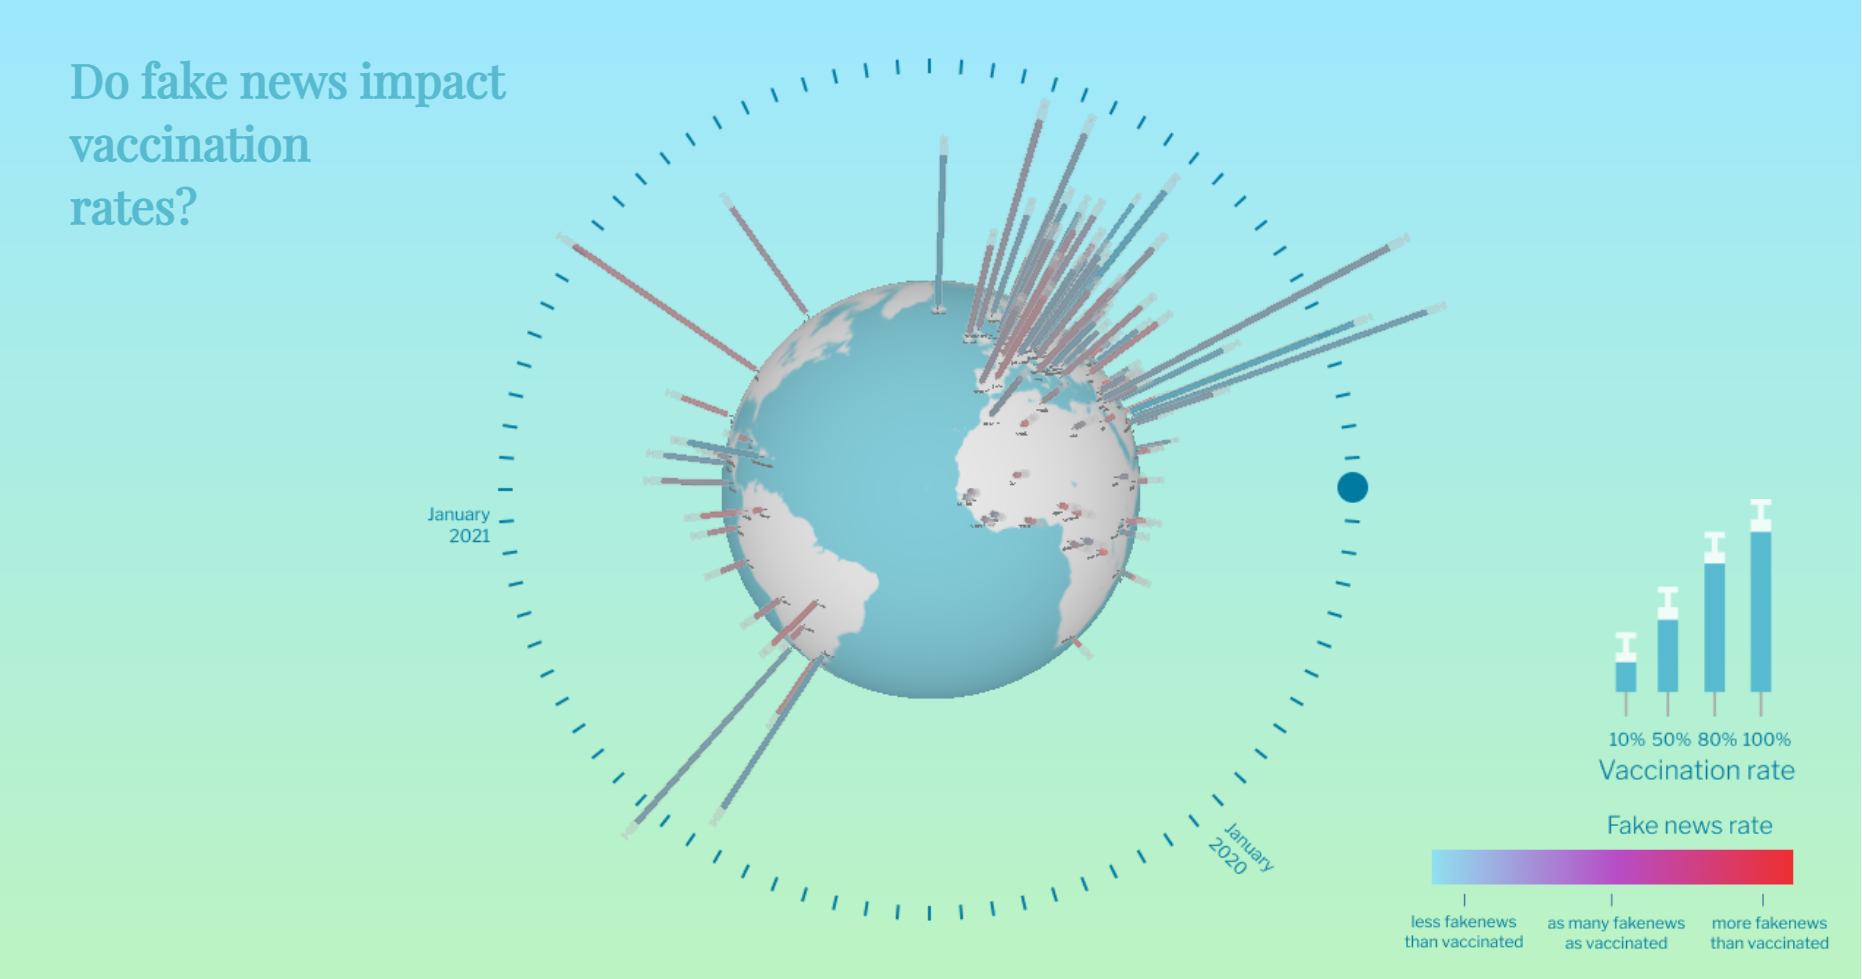 Do fake news impact
vaccination
rates?
January
2021
January
2020
10% 50% 80% 100%
Vaccination rate
Fake news rate
less fakenews
than vaccinated
as many fakenews
as vaccinated
more fakenews
than vaccinated